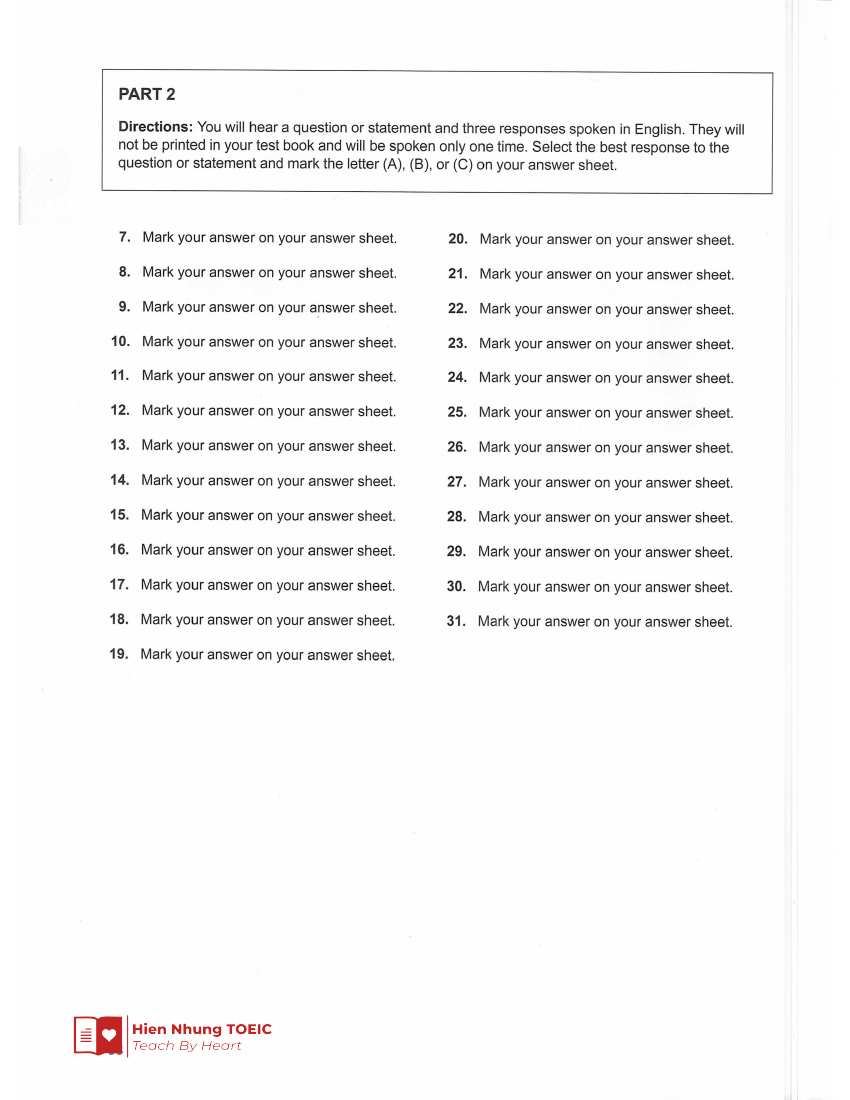 PART 2
Directions: You will hear a question or statement and three responses spoken in English. They will
not be printed in your test book and will be spoken only one time. Select the best response to the
question or statement and mark the letter (A), (B), or (C) on your answer sheet.
7. Mark your answer on your answer sheet.
8. Mark your answer on your answer sheet.
9. Mark your answer on your answer sheet.
10. Mark your answer on your answer sheet.
11. Mark your answer on your answer sheet.
12. Mark your answer on your answer sheet.
13. Mark your answer on your answer sheet.
14. Mark your answer on your answer sheet.
15. Mark your answer on your answer sheet.
16. Mark your answer on your answer sheet.
17. Mark your answer on your answer sheet.
18. Mark your answer on your answer sheet.
19. Mark your answer on your answer sheet.
20. Mark your answer on your answer sheet.
21. Mark your answer on your answer sheet.
22. Mark your answer on your answer sheet.
23. Mark your answer on your answer sheet.
24. Mark your answer on your answer sheet.
25. Mark your answer on your answer sheet.
26. Mark your answer on your answer sheet.
27. Mark your answer on your answer sheet.
28. Mark your answer on your answer sheet.
29. Mark your answer on your answer sheet.
30. Mark your answer on your answer sheet.
31. Mark your answer on your answer sheet.
Hien Nhung TOEIC
Teach By Heart